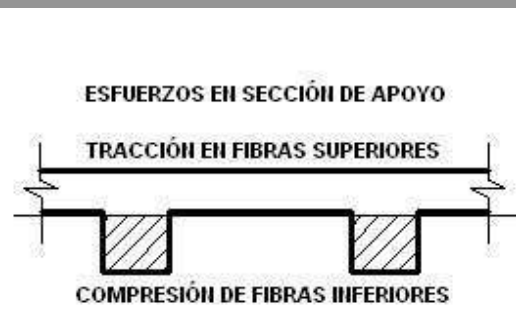 ESFUERZOS EN SECCIÓN DE APOYO
TRACCIÓN EN FIBRAS SUPERIORES
COMPRESIÓN DE FIBRAS INFERIORES